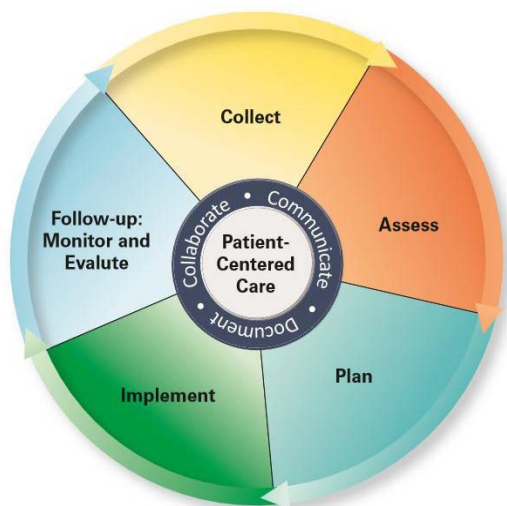 Collect
Assess
Plan
Implement
Follow-up:
Monitor and
Evalute
Collaborate • Communicate • Document •
Patient-
Centered
Care